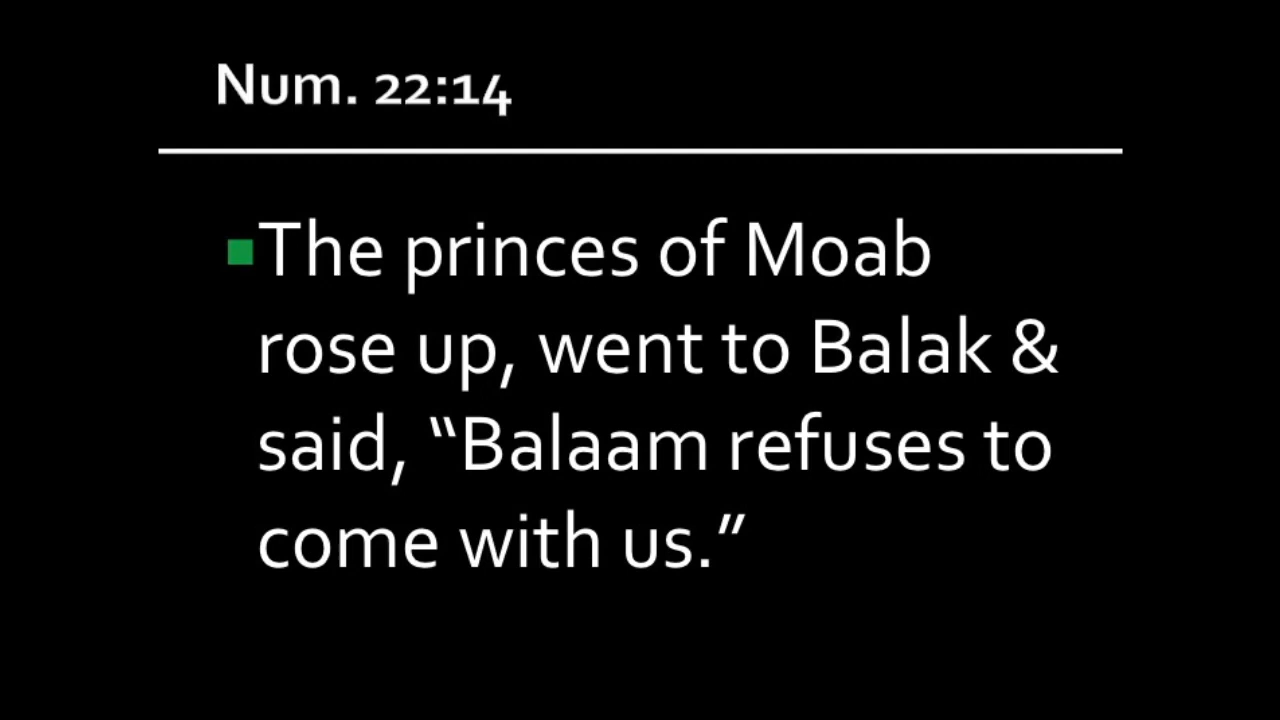 Num. 22:14
The princes of Moab
rose up, went to Balak &
said, “Balaam refuses to
come with us.”